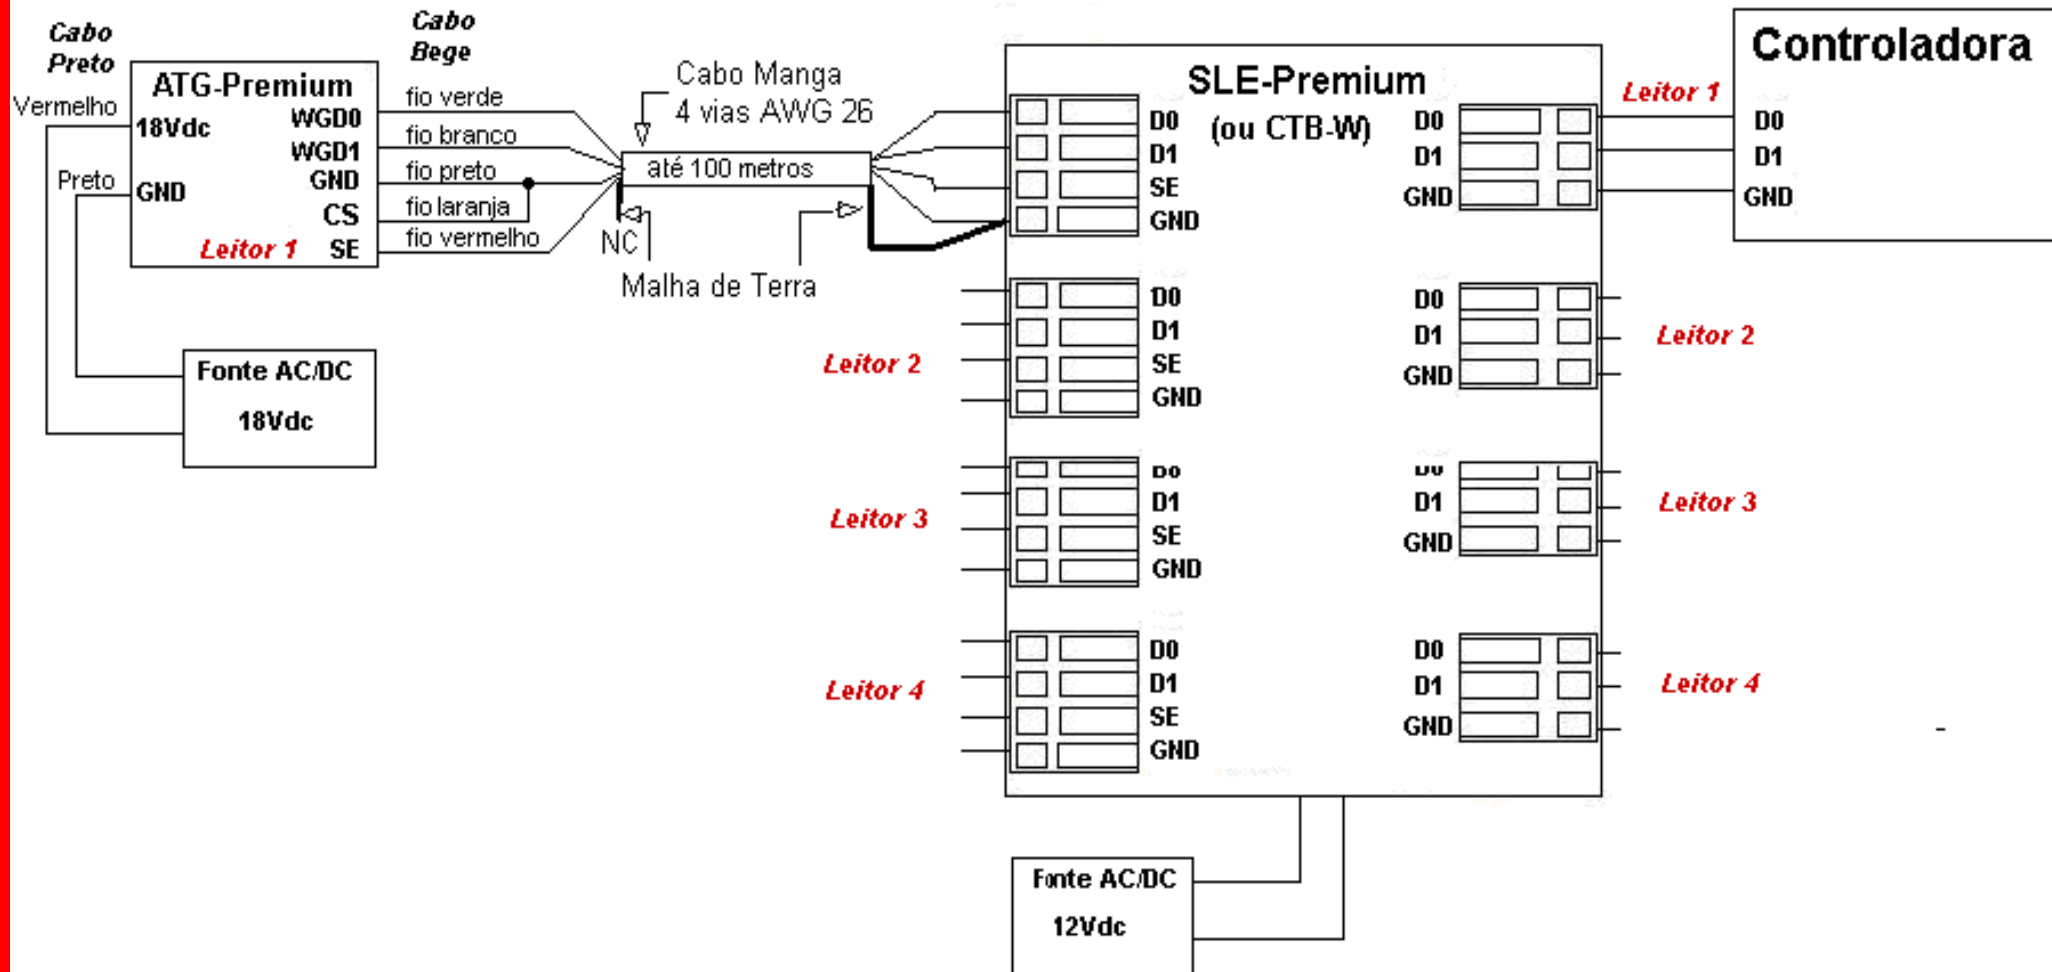 Cabo
Preto
Cabo
Bege
ATG-Premium
Vermelho
18Vdc
WGD0
WGD1
Preto
GND
GND
CS
Leitor 1
SE
fio verde
fio branco
fio preto
fio laranja
fio vermelho
Cabo Manga
4 vias AWG 26
até 100 metros
NC
Malha de Terra
Fonte AC/DC
18Vdc
SLE-Premium
(ou CTB-W)
D0
D1
SE
GND
D0
D1
GND
Leitor 1
Controladora
D0
D1
GND
Leitor 2
D0
D1
SE
GND
D0
D1
GND
Leitor 2
Leitor 3
D0
D1
SE
GND
D0
D1
GND
Leitor 3
Leitor 4
D0
D1
SE
GND
D0
D1
GND
Leitor 4
-
Fonte AC/DC
12Vdc